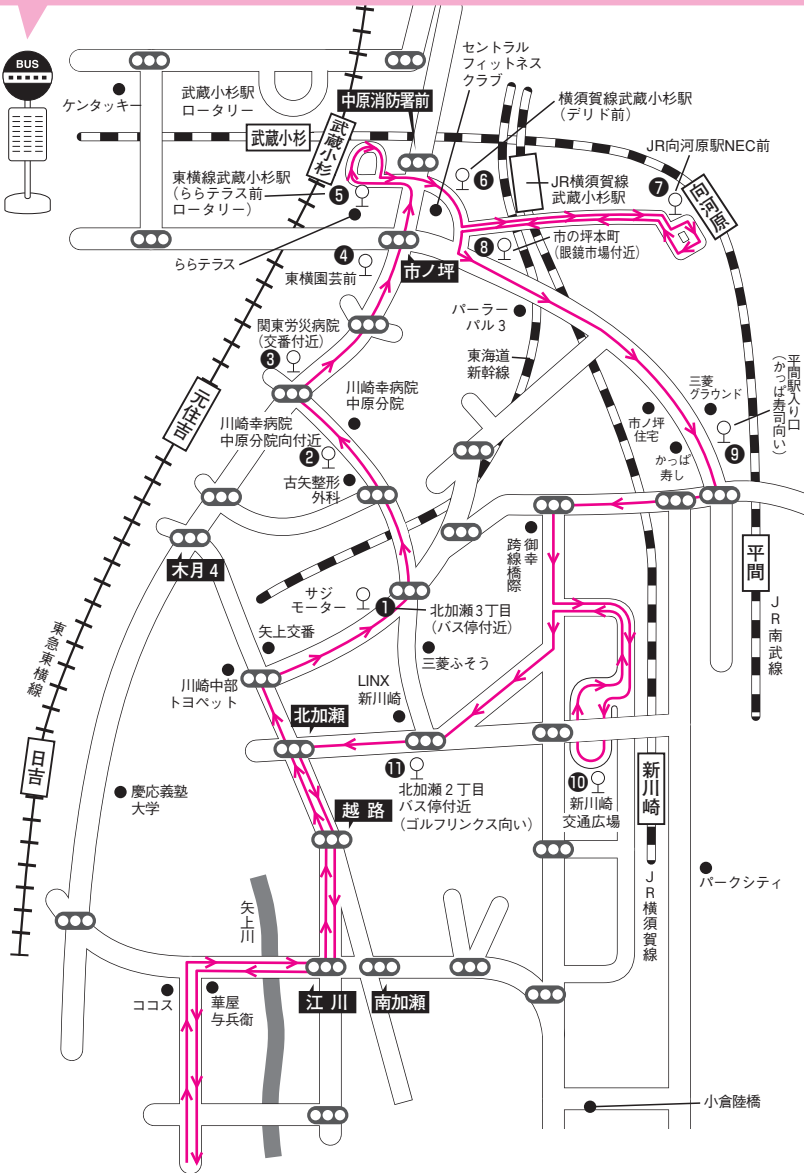 BUS
ケンタッキー
武蔵小杉駅
ロータリー
中原消防署前
セントラル
フィットネス
クラブ
横須賀線武蔵小杉駅
(デリド前)
武蔵小杉
武蔵小杉
東横線武蔵小杉駅
(ららテラス前
ロータリー)
❺
❻
JR横須賀線
武蔵小杉駅
JR向河原駅NEC前
❼
向河原
ららテラス
❹
東横園芸前
市ノ坪
❽
市の坪本町
(眼鏡市場付近)
パーラー
パル3
東海道
新幹線
関東労災病院
(交番付近)
❸
川崎幸病院
中原分院
川崎幸病院
中原分院向付近
❷
古矢整形
外科
元住吉
三菱
グラウンド
平間駅入り口
(かっぱ寿司向い)
❾
市ノ坪
住宅
かっぱ
寿し
木月4
御幸
跨線橋際
平間
JR南武線
サジ
モーター
❶
北加瀬3丁目
(バス停付近)
矢上交番
三菱ふそう
東急東横線
川崎中部
トヨペット
LINX
新川崎
北加瀬
日吉
慶応義塾
大学
⓫
北加瀬2丁目
バス停付近
(ゴルフリンクス向い)
越路
❿
新川崎
交通広場
新川崎
JR横須賀線
パークシティ
矢上川
ココス
華屋
与兵衛
江川
南加瀬
小倉陸橋